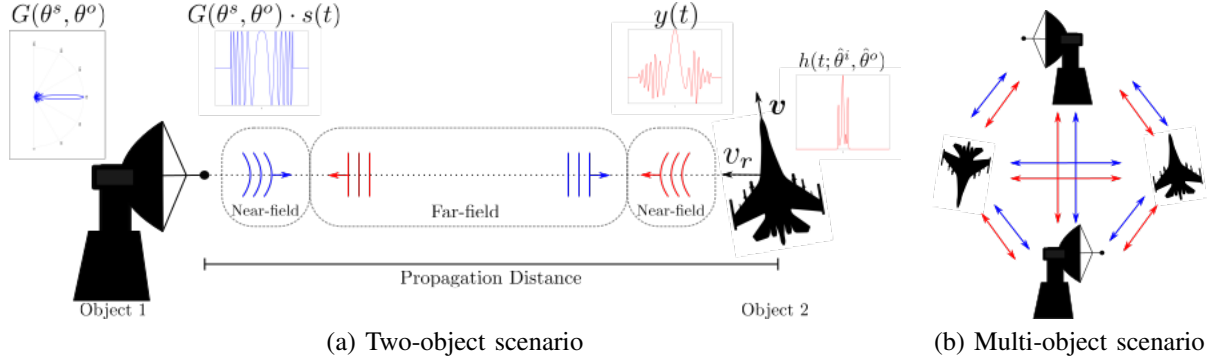 G(θ^s, θ^o)
G(θ^s, θ^o) · s(t)
y(t)
h(t; θ̂^i, θ̂^o)
v
v_r
Near-field
Far-field
Near-field
Propagation Distance
Object 1
Object 2
(a) Two-object scenario
(b) Multi-object scenario